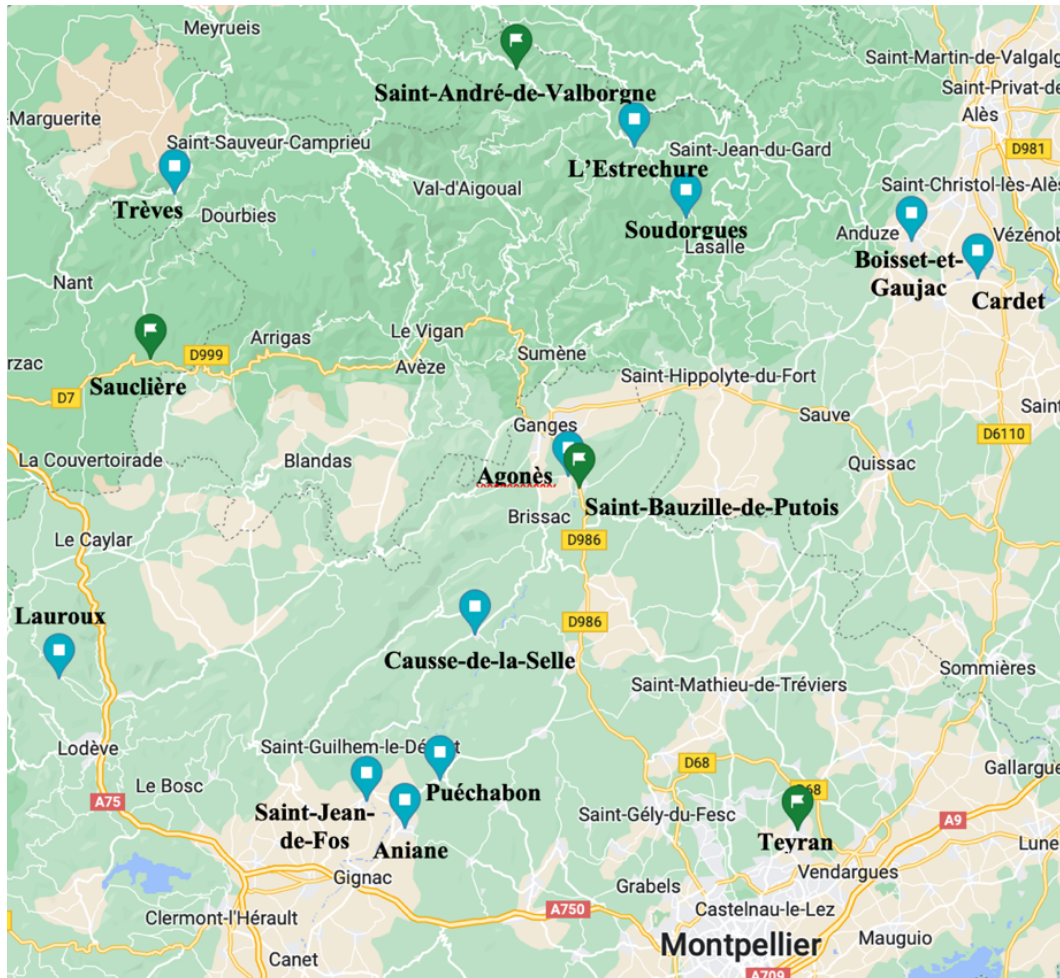 Meyrueis
Saint-Martin-de-Valgalg
Saint-André-de-Valborgne
Saint-Privat-de-
Alès
-Marguerite
Saint-Sauveur-Camprieu
Saint-Jean-du-Gard
D981
L’Estrechure
Trèves
Val-d'Aigoual
Saint-Christol-lès-Alès
Dourbies
Soudorgues
Lasalle
Anduze
Vézénob
Boisset-et-
Gaujac
Nant
Cardet
Arrigas
Le Vigan
D999
Sumène
rzac
Avèze
Sauclière
Saint-Hippolyte-du-Fort
D7
Sauve
Saint
Ganges
D6110
La Couvertoirade
Blandas
Agonès
Quissac
Saint-Bauzille-de-Putois
Brissac
Le Caylar
D986
Lauroux
D986
Causse-de-la-Selle
Sommières
Saint-Mathieu-de-Tréviers
Lodève
Saint-Guilhem-le-Dé
t
D68
Gallargue
Le Bosc
Puéchabon
68
A75
Saint-Jean-
de-Fos
Saint-Gély-du-Fesc
A9
Teyran
Lune
Aniane
Gignac
Vendargues
Grabels
Clermont-l'Hérault
A750
Castelnau-le-Lez
Montpellier
Mauguio
Canet
A709